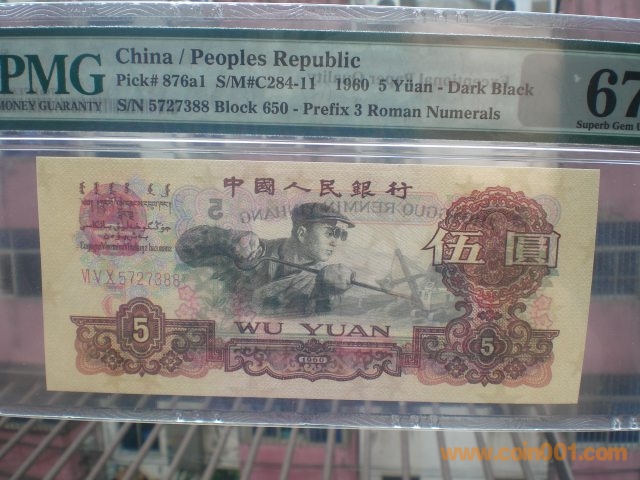 PMG
MONEY GUARANTY
China / Peoples Republic
Pick# 876a1 S/M#C284-11 1960 5 Yüan - Dark Black
S/N 5727388 Block 650 - Prefix 3 Roman Numerals
67
Superb Gem U
中國人民銀行
5
伍圓
VI V X 5727388
5
WU YUAN
5
1960
www.coin001.com